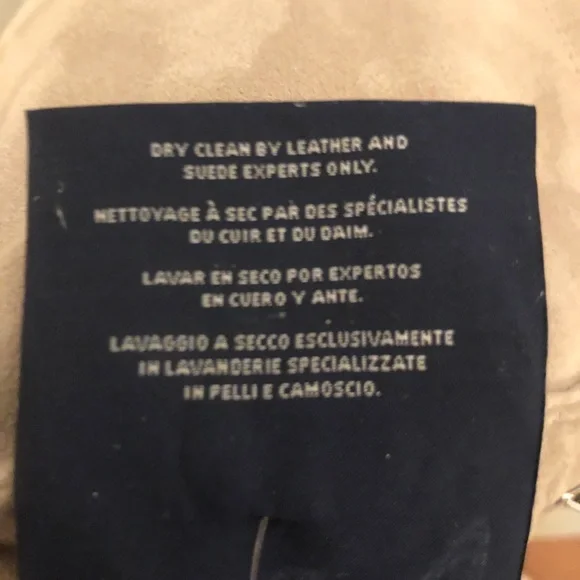 DRY CLEAN BY LEATHER AND
SUEDE EXPERTS ONLY.
NETTOYAGE À SEC PAR DES SPÉCIALISTES
DU CUIR ET DU DAIM.
LAVAR EN SECO POR EXPERTOS
EN CUERO Y ANTE.
LAVAGGIO A SECCO ESCLUSIVAMENTE
IN LAVANDERIE SPECIALIZZATE
IN PELLI E CAMOSCIO.